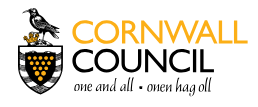 CORNWALL
COUNCIL
one and all • onen hag oll